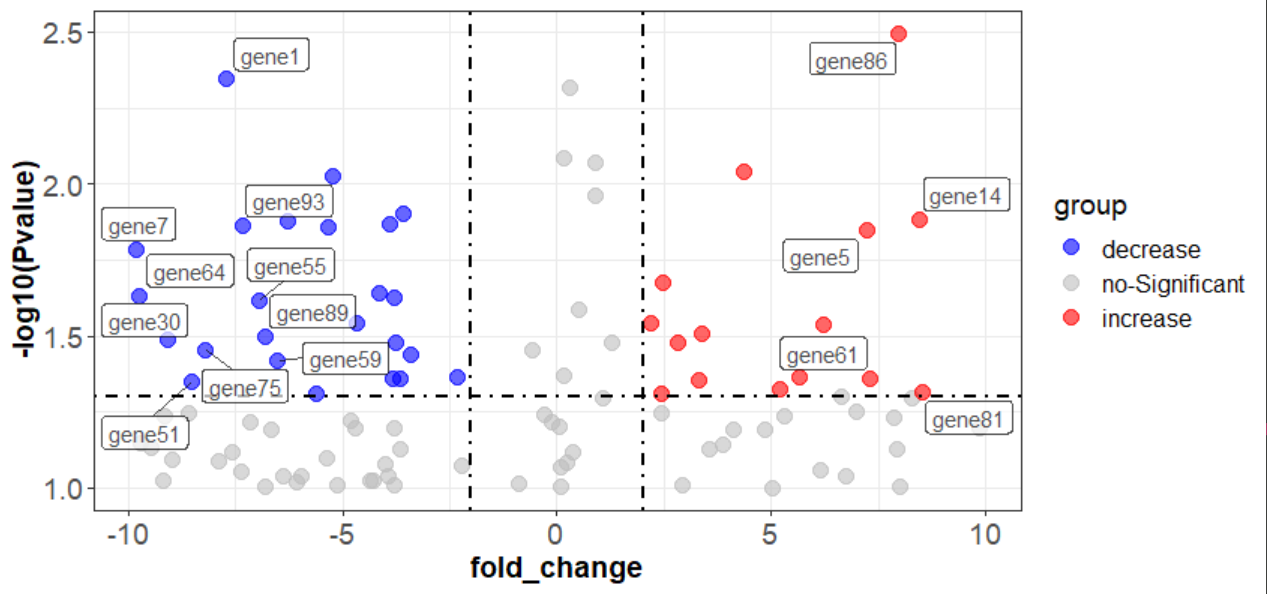 2.5
2.0
1.5
1.0
-log10(Pvalue)
gene1
gene86
gene93
gene14
gene7
gene5
gene55
gene64
gene89
gene30
gene59
gene61
gene75
gene81
gene51
-10
-5
0
5
10
fold_change
group
decrease
no-Significant
increase